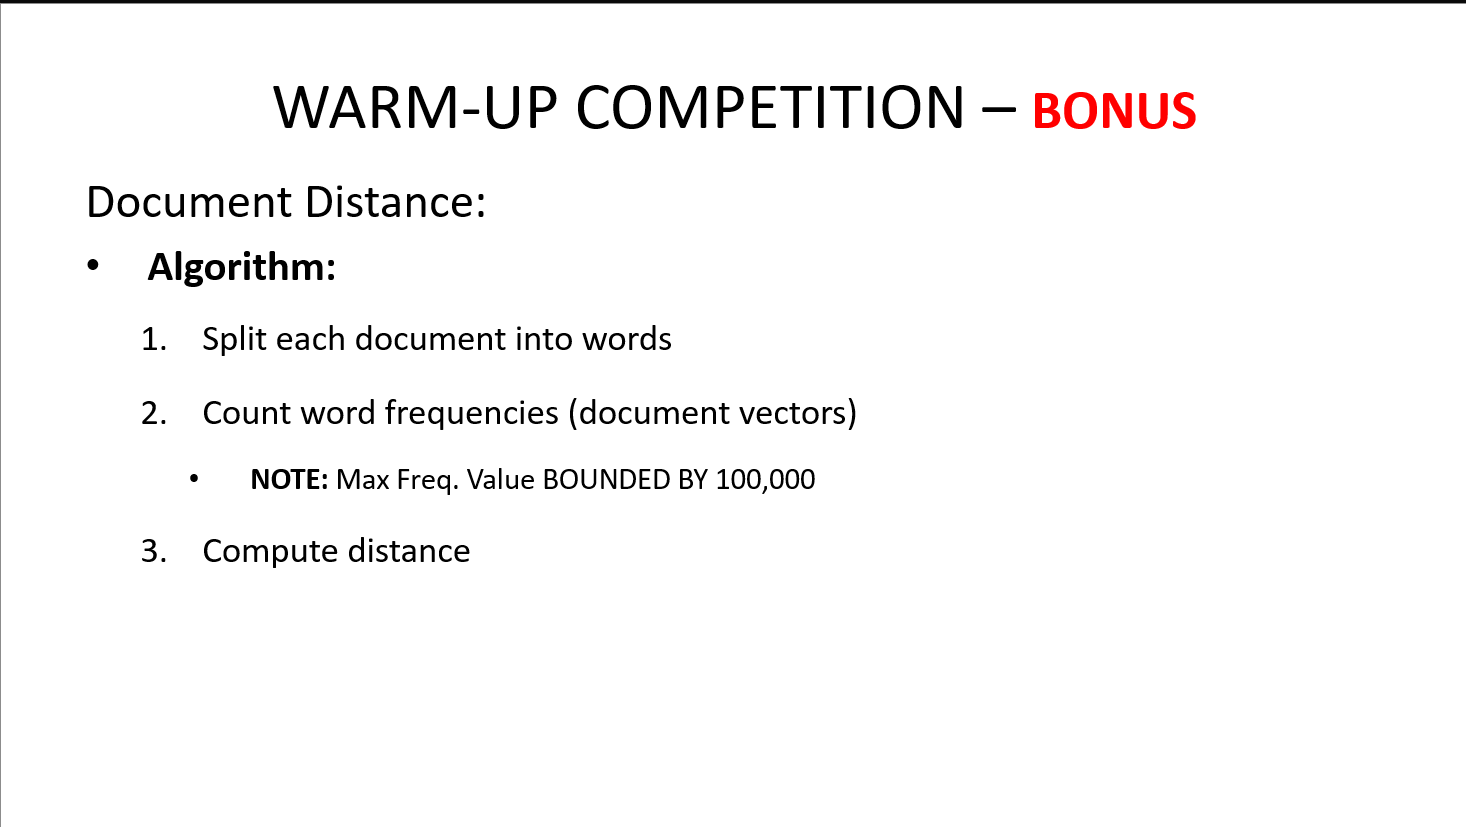 WARM-UP COMPETITION – BONUS
Document Distance:
• Algorithm:
1. Split each document into words
2. Count word frequencies (document vectors)
• NOTE: Max Freq. Value BOUNDED BY 100,000
3. Compute distance